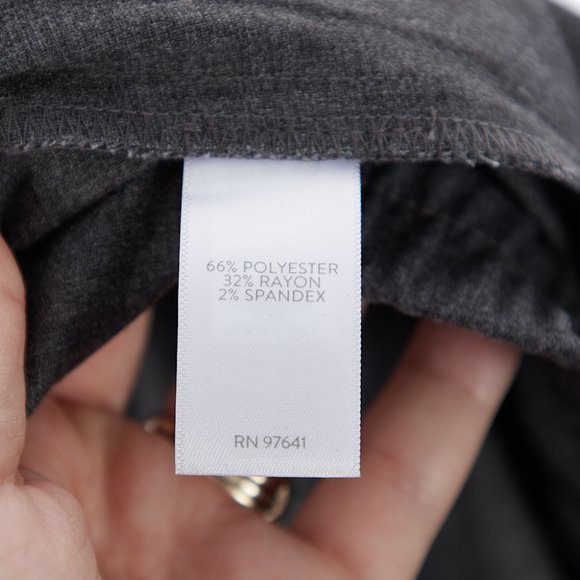 66% POLYESTER
32% RAYON
2% SPANDEX
RN 97641